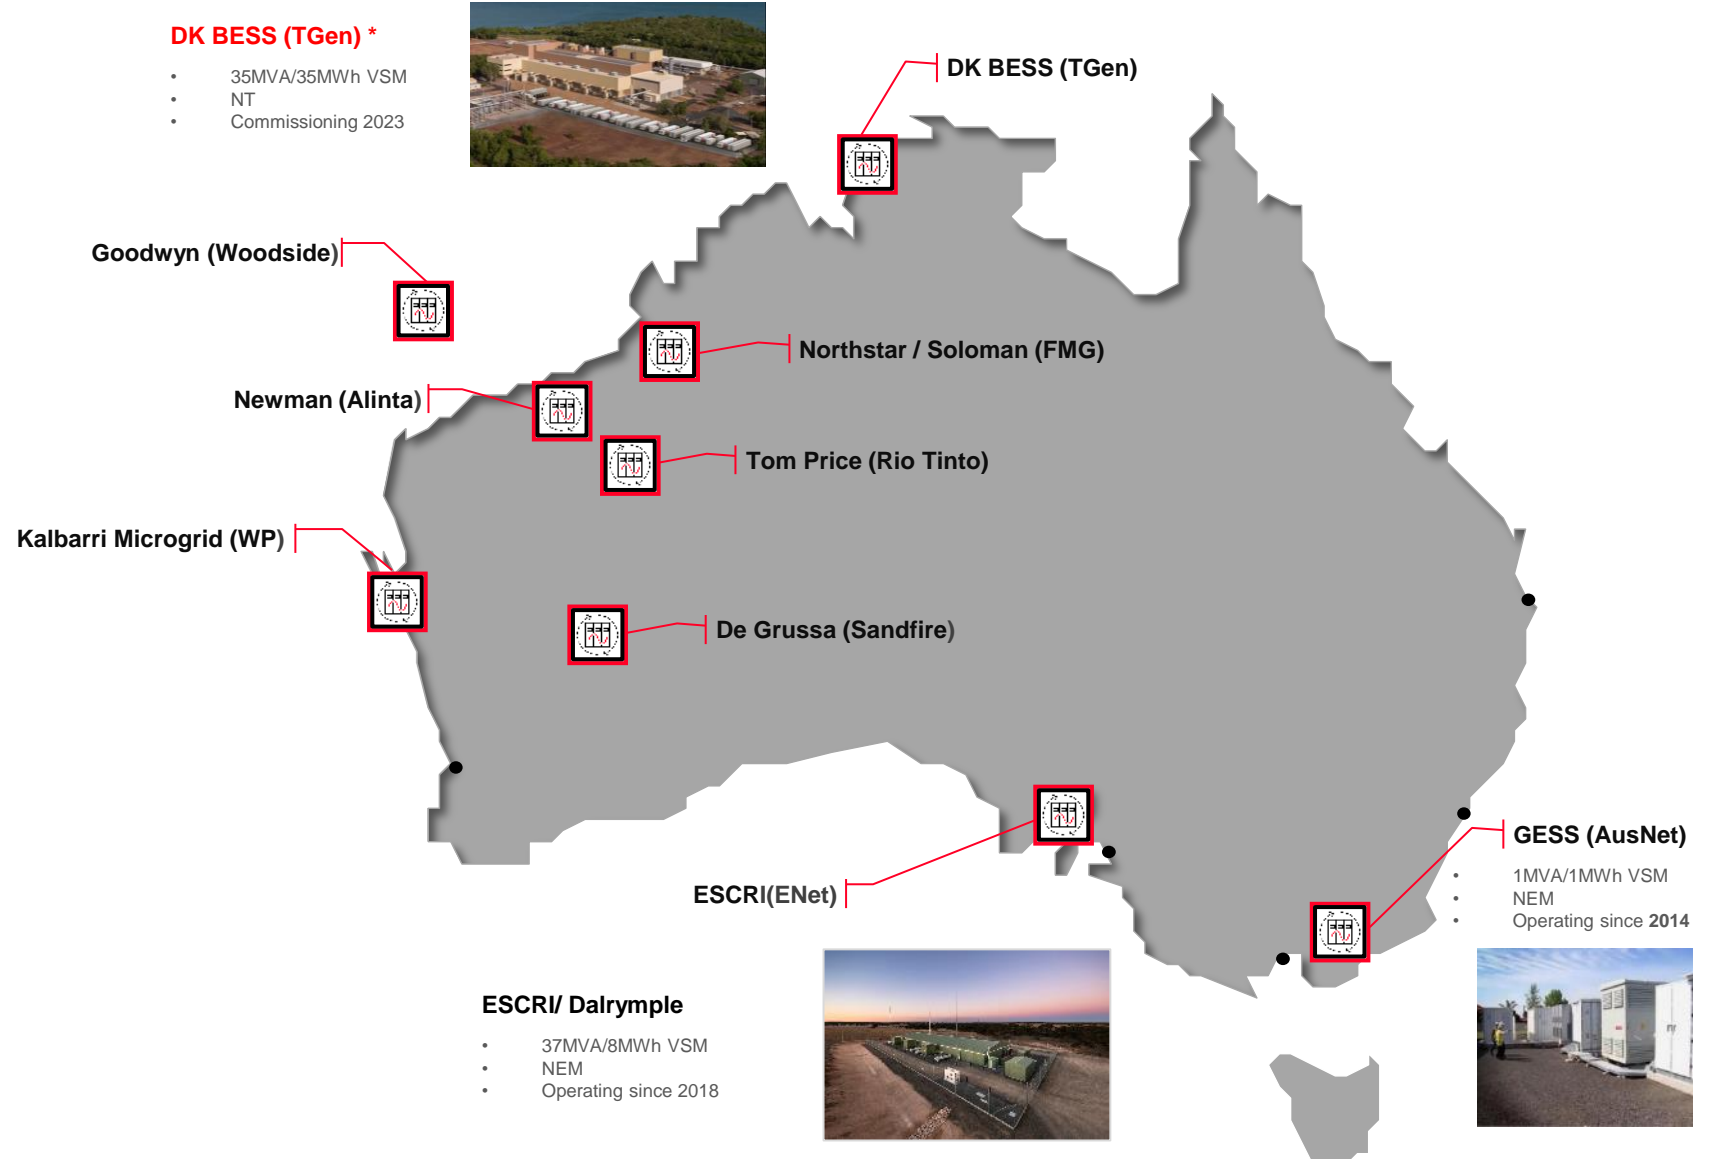 DK BESS (TGen) *
• 35MVA/35MWh VSM
• NT
• Commissioning 2023
DK BESS (TGen)
Goodwyn (Woodside)
Northstar / Soloman (FMG)
Newman (Alinta)
Tom Price (Rio Tinto)
Kalbarri Microgrid (WP)
De Grussa (Sandfire)
GESS (AusNet)
• 1MVA/1MWh VSM
• NEM
• Operating since 2014
ESCRI(ENet)
ESCRI/ Dalrymple
• 37MVA/8MWh VSM
• NEM
• Operating since 2018